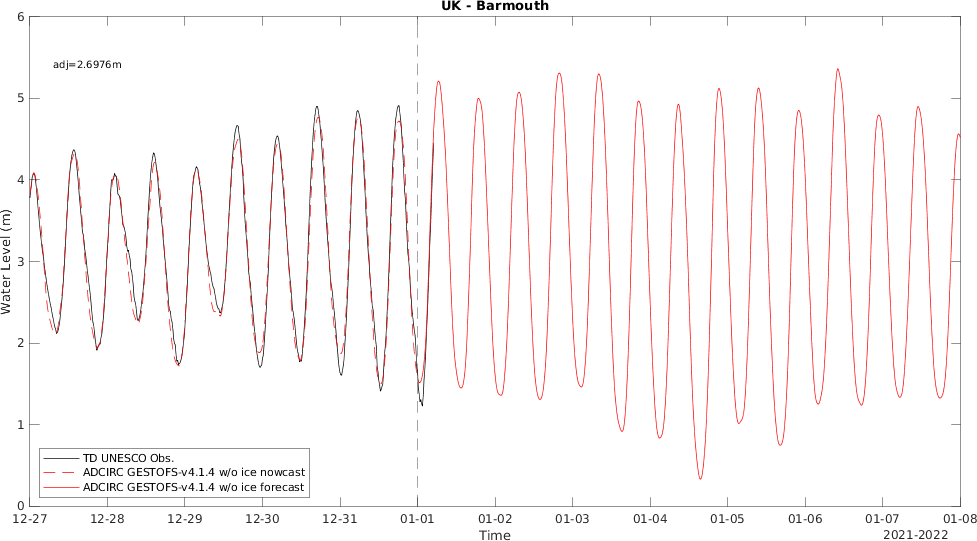 UK - Barmouth
adj=2.6976m
6
5
4
3
2
1
0
Water Level (m)
TD UNESCO Obs.
ADCIRC GESTOFS-v4.1.4 w/o ice nowcast
ADCIRC GESTOFS-v4.1.4 w/o ice forecast
12-27 12-28 12-29 12-30 12-31 01-01 01-02 01-03 01-04 01-05 01-06 01-07 01-08
Time
2021-2022